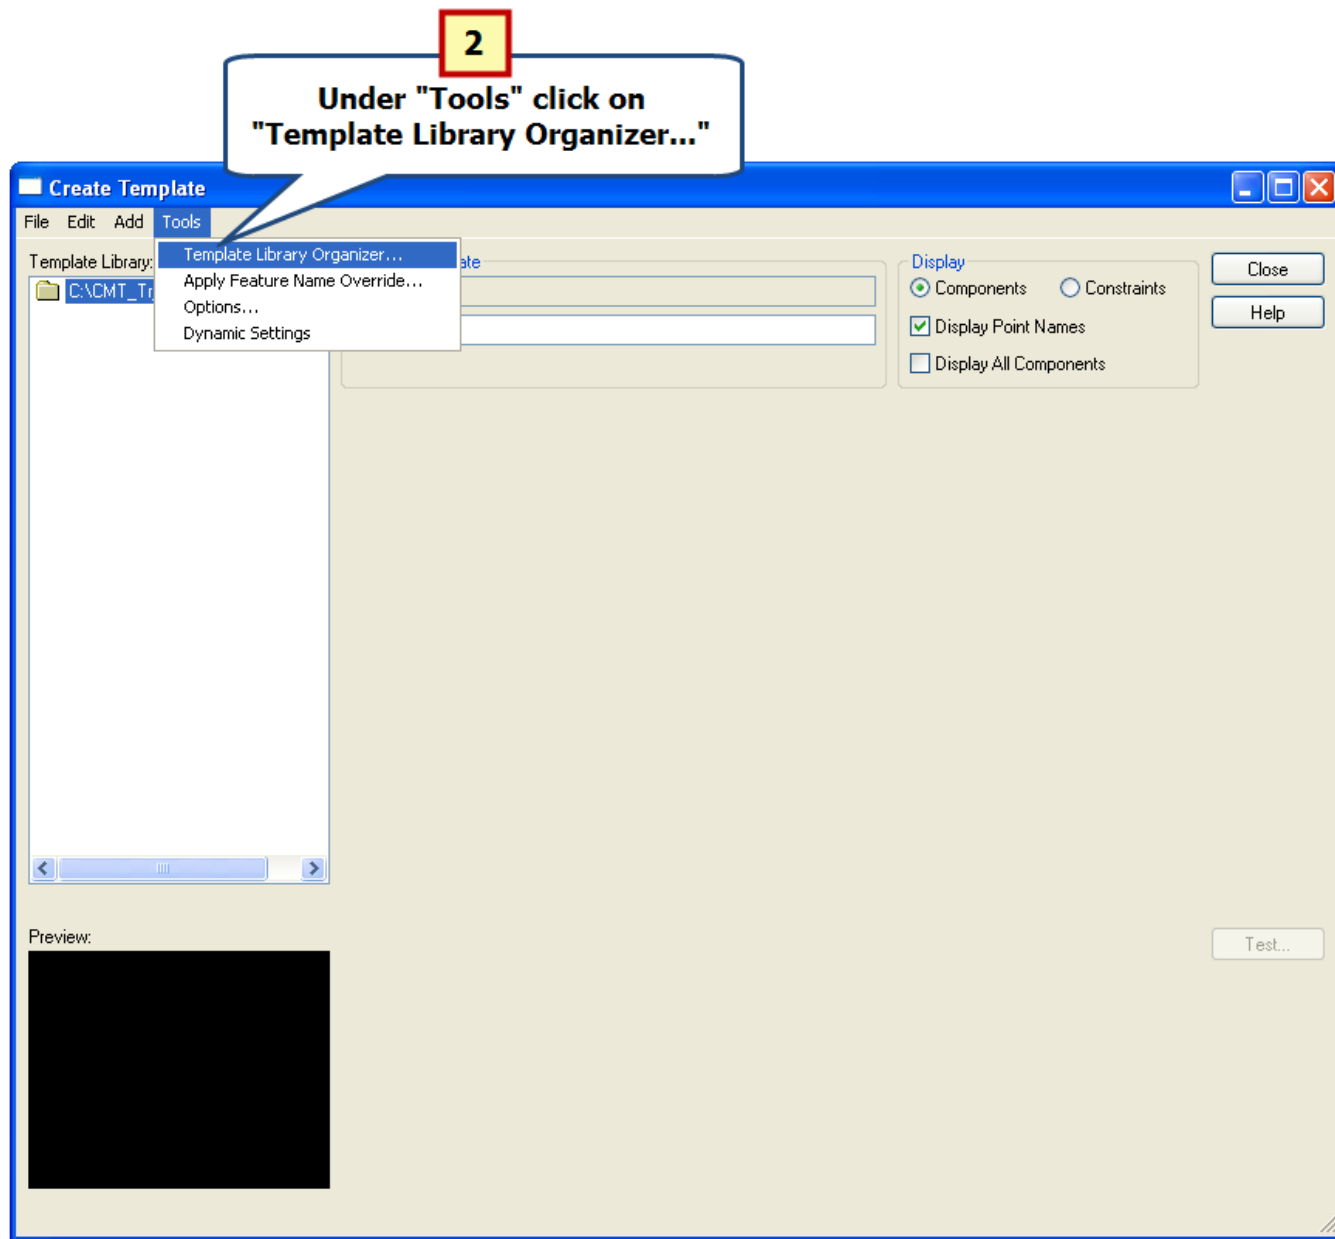 2
Under "Tools" click on
"Template Library Organizer..."
Create Template
File Edit Add Tools
Template Library:
C:\CMT_Tr
Template Library Organizer...
Apply Feature Name Override...
Options...
Dynamic Settings
Display
Components Constraints
Display Point Names
Display All Components
Close
Help
Preview:
Test...